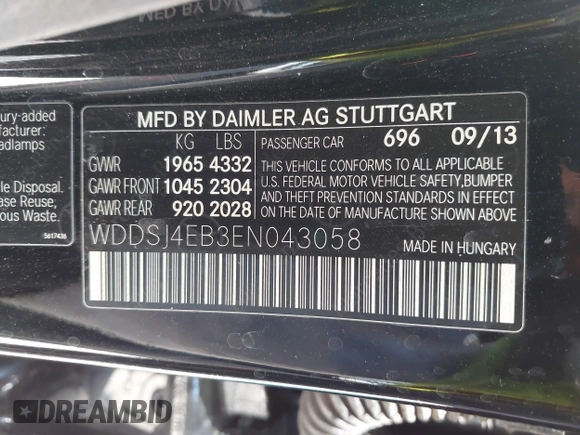 MFD BY DAIMLER AG STUTTGART
KG LBS
PASSENGER CAR 696 09/13
GWR 1965 4332
GAWR FRONT 1045 2304
GAWR REAR 920 2028
THIS VEHICLE CONFORMS TO ALL APPLICABLE
U.S. FEDERAL MOTOR VEHICLE SAFETY,BUMPER
AND THEFT PREVENTION STANDARDS IN EFFECT ON THE
DATE OF MANUFACTURE SHOWN ABOVE.
WDDSJ4EB3EN043058
MADE IN HUNGARY
ury-added
facturer:
eadlamps
le Disposal.
ase Reuse,
ous Waste.
5617436
DREAMBID